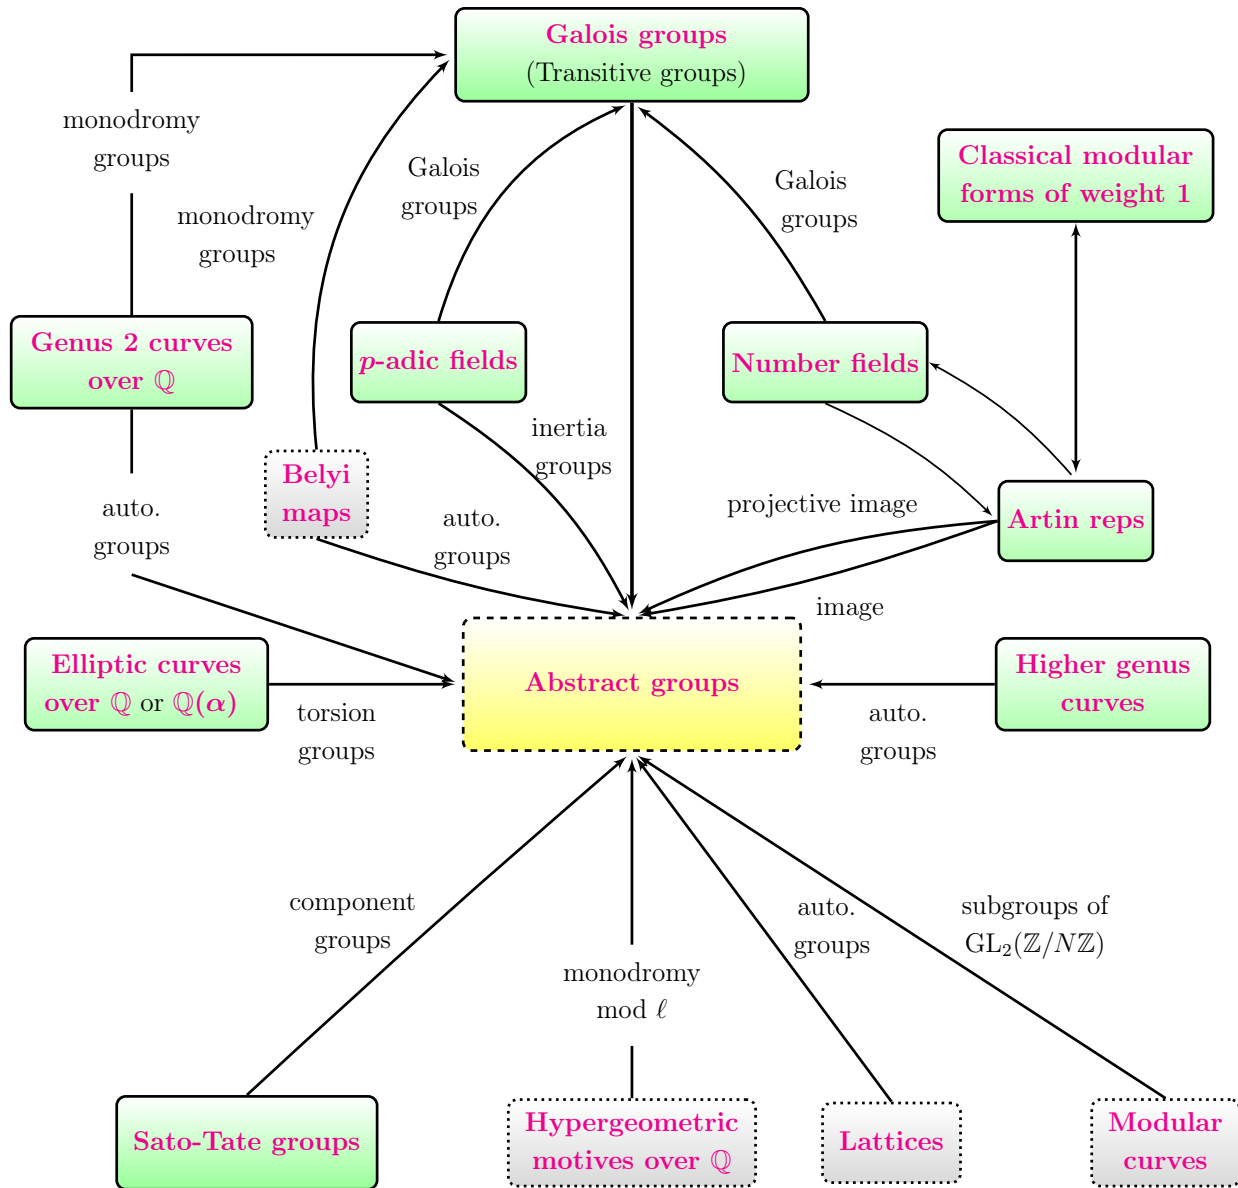 Galois groups
(Transitive groups)
monodromy
groups
Galois
groups
Galois
groups
Classical modular
forms of weight 1
monodromy
groups
Genus 2 curves
over ℚ
p-adic fields
Number fields
inertia
groups
Belyi
maps
auto.
groups
auto.
groups
projective image
Artin reps
image
Elliptic curves
over ℚ or ℚ(α)
torsion
groups
Abstract groups
Higher genus
curves
auto.
groups
component
groups
auto.
groups
subgroups of
GL₂(ℤ/Nℤ)
monodromy
mod ℓ
Sato-Tate groups
Hypergeometric
motives over ℚ
Lattices
Modular
curves